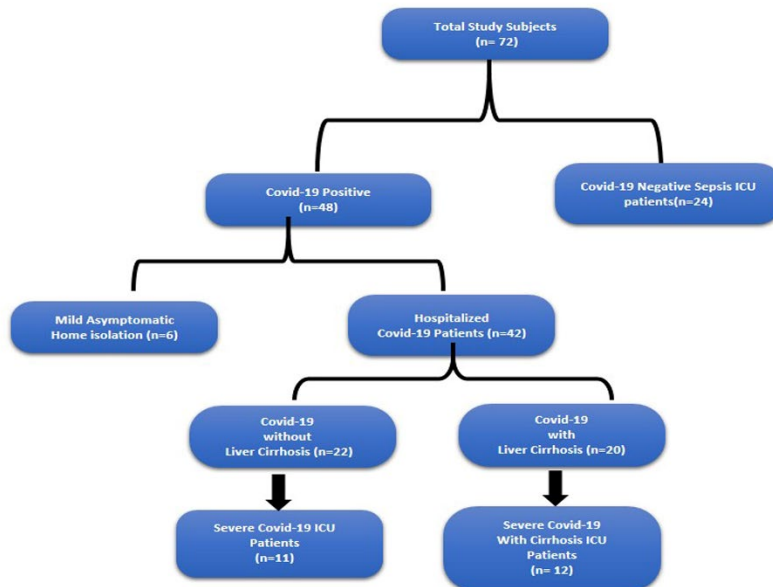 Total Study Subjects
(n= 72)
Covid-19 Positive
(n=48)
Covid-19 Negative Sepsis ICU
patients(n=24)
Mild Asymptomatic
Home isolation (n=6)
Hospitalized
Covid-19 Patients (n=42)
Covid-19
without
Liver Cirrhosis (n=22)
Covid-19
with
Liver Cirrhosis (n=20)
Severe Covid-19 ICU
Patients
(n=11)
Severe Covid-19
With Cirrhosis ICU
Patients
(n= 12)